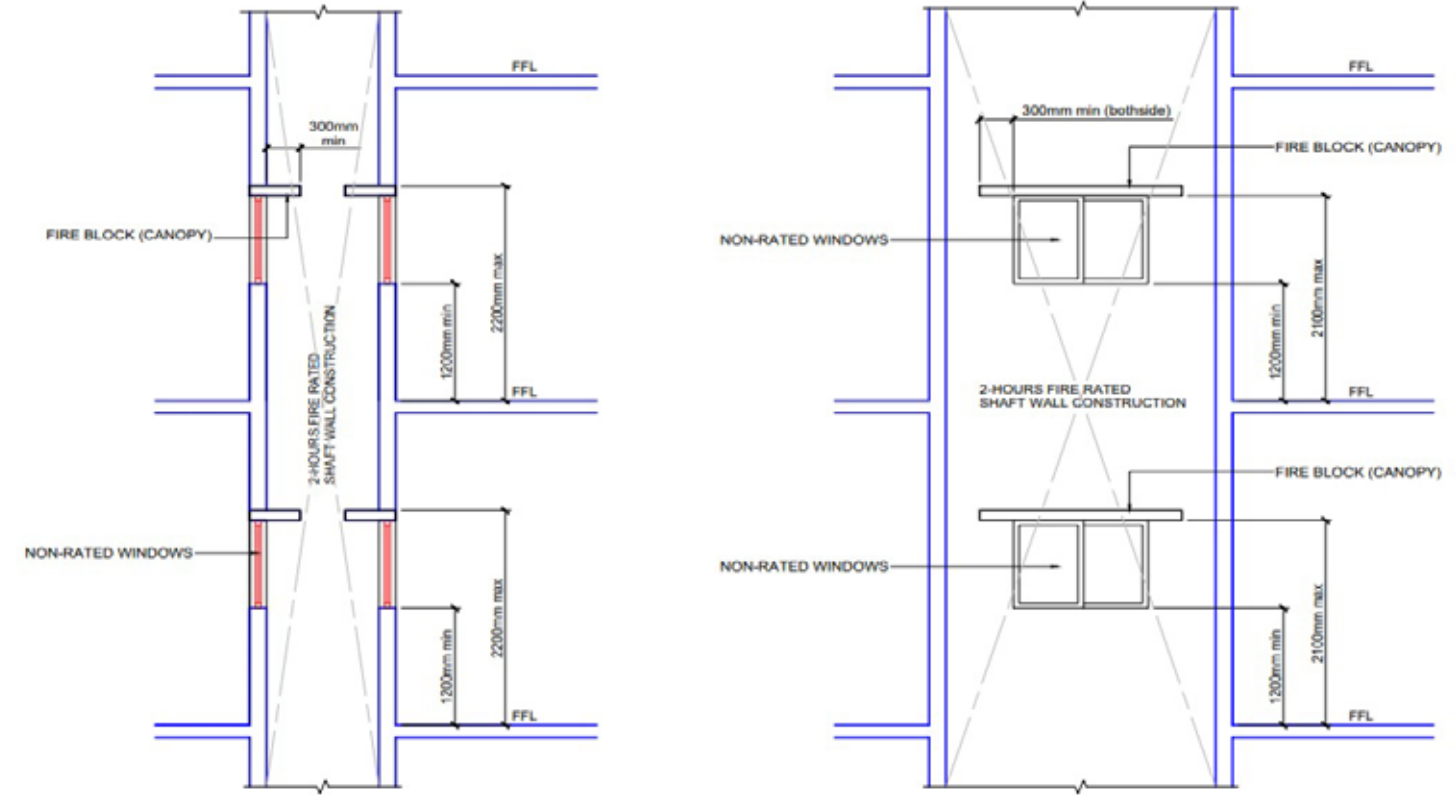 FFL
300mm
min
FIRE BLOCK (CANOPY)
2200mm max
1200mm min
2-HOURS FIRE RATED
SHAFT WALL CONSTRUCTION
FFL
NON-RATED WINDOWS
2200mm max
1200mm min
FFL
FFL
300mm min (bothside)
FIRE BLOCK (CANOPY)
NON-RATED WINDOWS
2100mm max
1200mm min
2-HOURS FIRE RATED
SHAFT WALL CONSTRUCTION
FFL
FIRE BLOCK (CANOPY)
NON-RATED WINDOWS
2100mm max
1200mm min
FFL